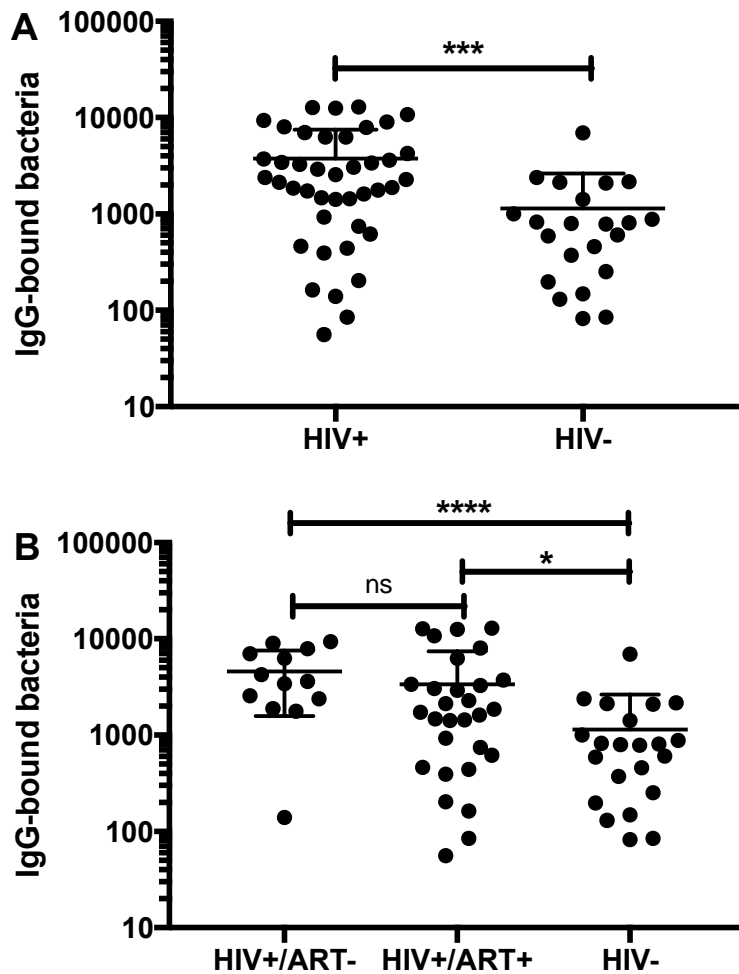 A
***
IgG-bound bacteria
100000
10000
1000
100
10
HIV+ HIV-
B
****
*
ns
IgG-bound bacteria
100000
10000
1000
100
10
HIV+/ART- HIV+/ART+ HIV-